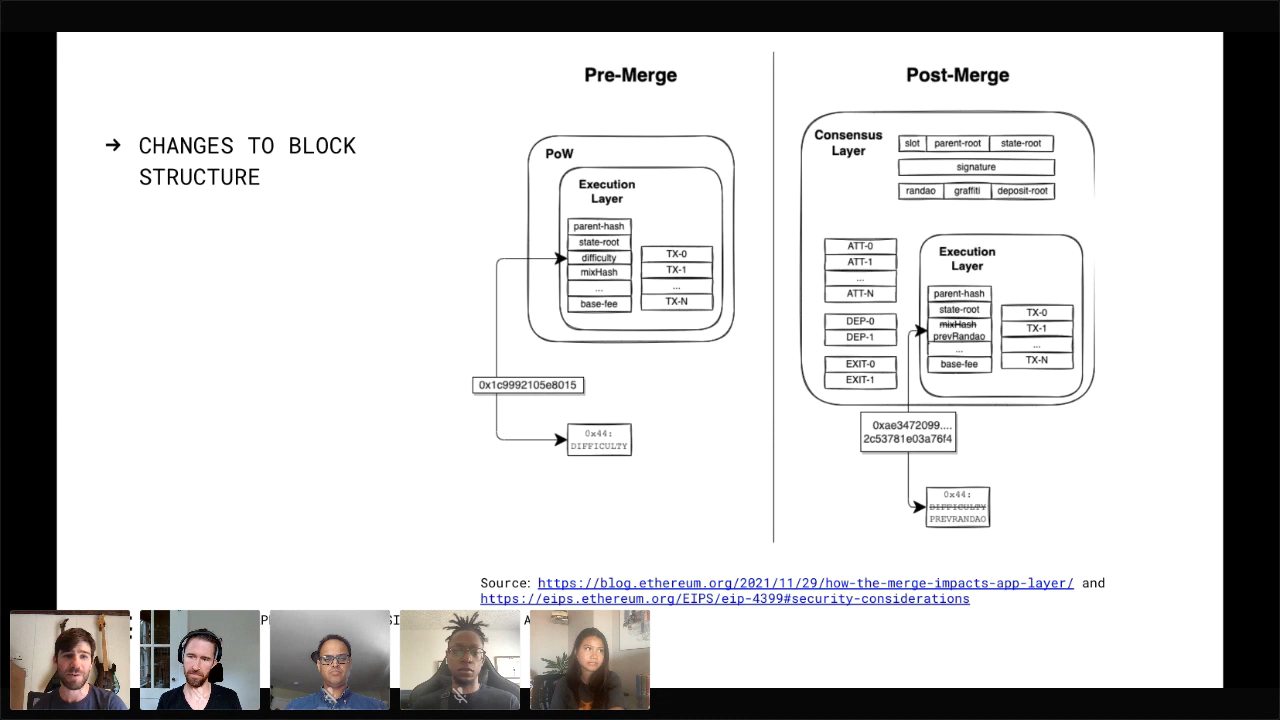 → CHANGES TO BLOCK
STRUCTURE
Pre-Merge
PoW
Execution
Layer
parent-hash
state-root
difficulty
mixHash
...
base-fee
TX-0
TX-1
...
TX-N
0x1c9992105e8015
0x44:
DIFFICULTY
Post-Merge
Consensus
Layer
slot parent-root state-root
signature
randao graffiti deposit-root
ATT-0
ATT-1
...
ATT-N
DEP-0
DEP-1
EXIT-0
EXIT-1
Execution
Layer
parent-hash
state-root
mixHash
prevRandao
...
base-fee
TX-0
TX-1
...
TX-N
0xae3472099....
2c53781e03a76f4
0x44:
DIFFICULTY
PREVRANDAO
Source: https://blog.ethereum.org/2021/11/29/how-the-merge-impacts-app-layer/ and
https://eips.ethereum.org/EIPS/eip-4399#security-considerations